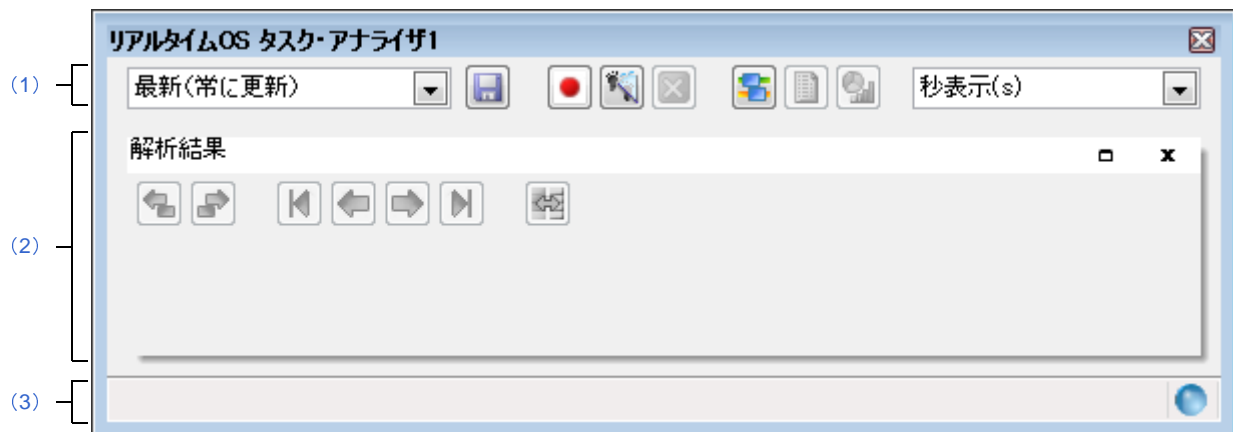 リアルタイムOS タスク・アナライザ1
(1)
最新(常に更新)
秒表示(s)
(2)
解析結果
(3)